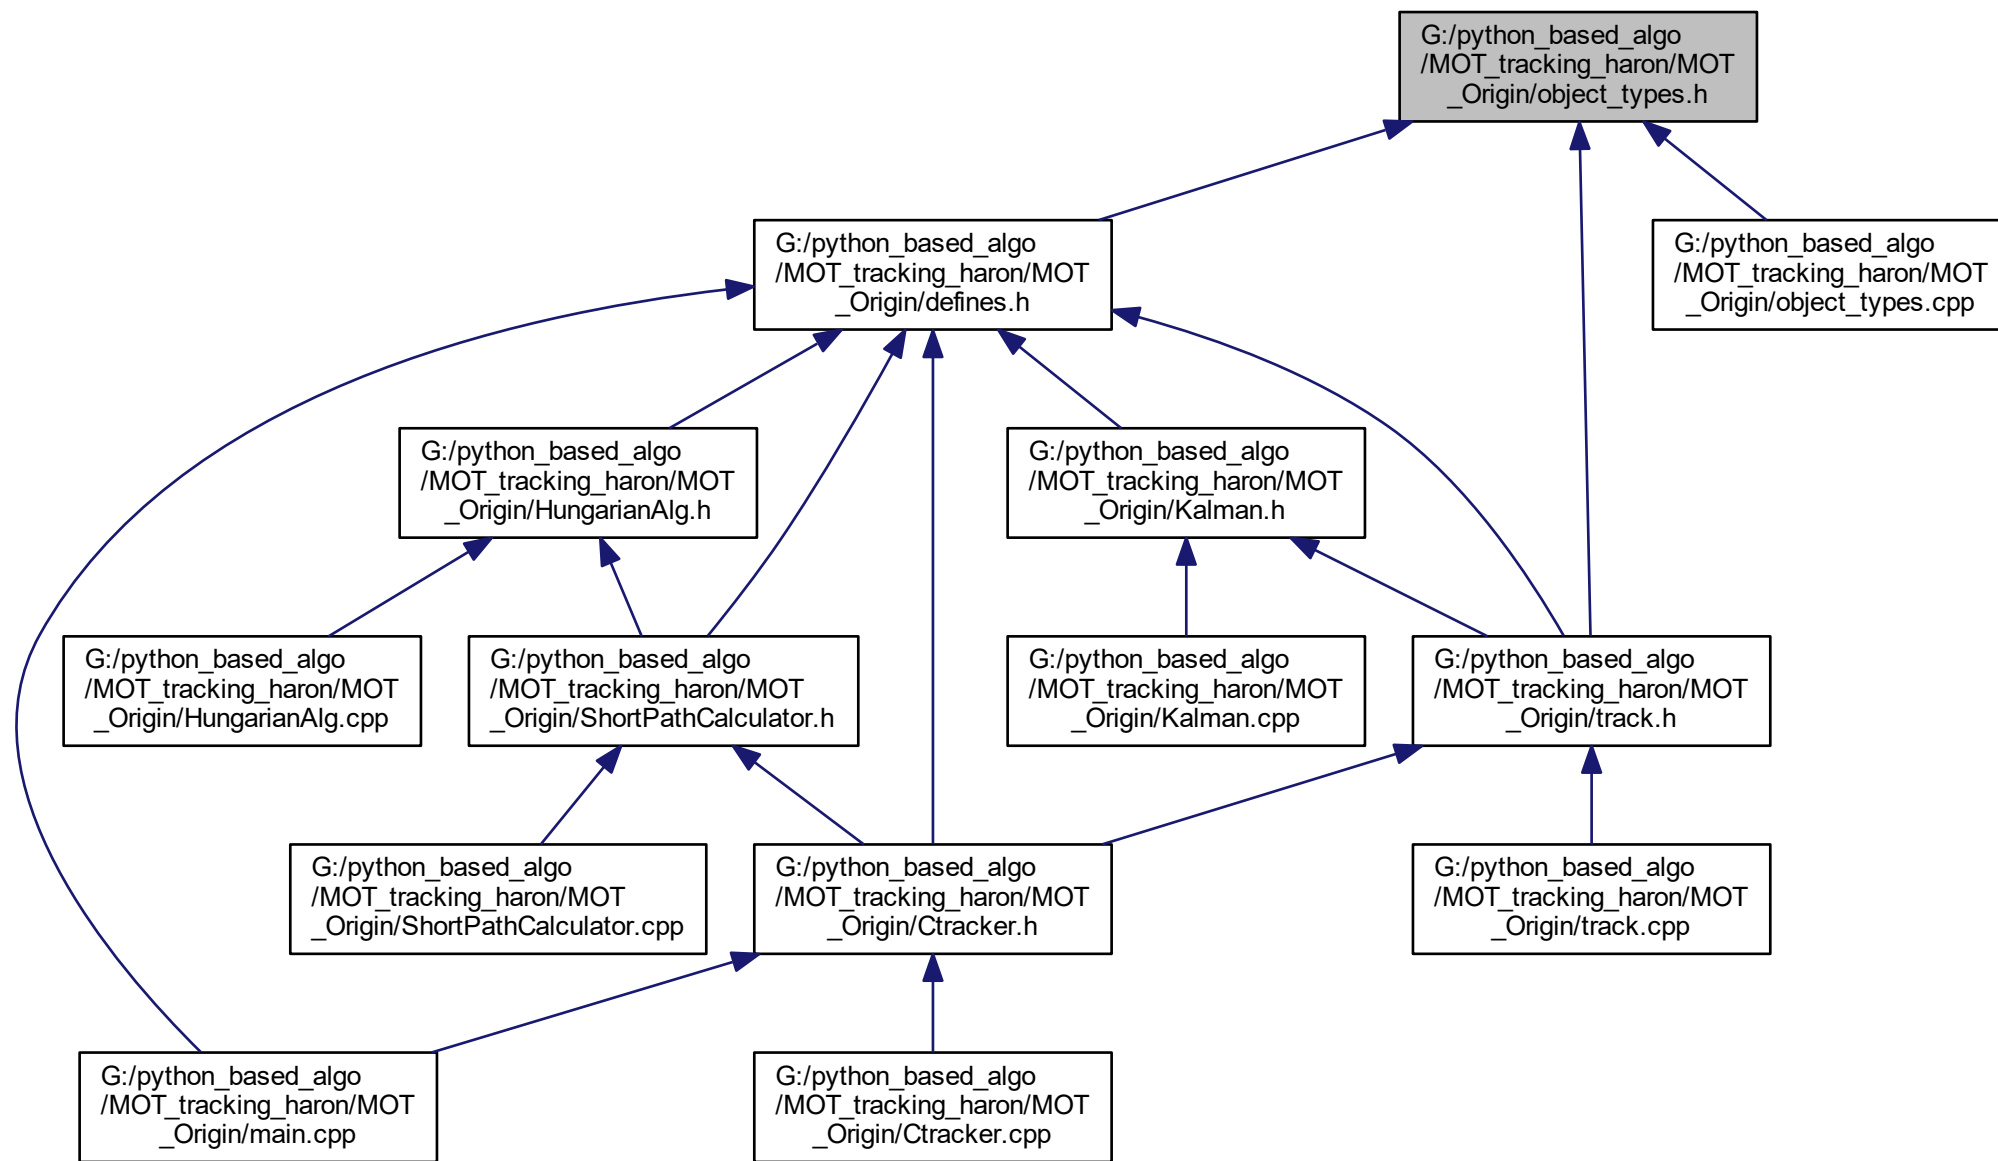 G:/python_based_algo
/MOT_tracking_haron/MOT
_Origin/object_types.h
G:/python_based_algo
/MOT_tracking_haron/MOT
_Origin/defines.h
G:/python_based_algo
/MOT_tracking_haron/MOT
_Origin/object_types.cpp
G:/python_based_algo
/MOT_tracking_haron/MOT
_Origin/HungarianAlg.h
G:/python_based_algo
/MOT_tracking_haron/MOT
_Origin/Kalman.h
G:/python_based_algo
/MOT_tracking_haron/MOT
_Origin/HungarianAlg.cpp
G:/python_based_algo
/MOT_tracking_haron/MOT
_Origin/ShortPathCalculator.h
G:/python_based_algo
/MOT_tracking_haron/MOT
_Origin/Kalman.cpp
G:/python_based_algo
/MOT_tracking_haron/MOT
_Origin/track.h
G:/python_based_algo
/MOT_tracking_haron/MOT
_Origin/ShortPathCalculator.cpp
G:/python_based_algo
/MOT_tracking_haron/MOT
_Origin/Ctracker.h
G:/python_based_algo
/MOT_tracking_haron/MOT
_Origin/track.cpp
G:/python_based_algo
/MOT_tracking_haron/MOT
_Origin/main.cpp
G:/python_based_algo
/MOT_tracking_haron/MOT
_Origin/Ctracker.cpp